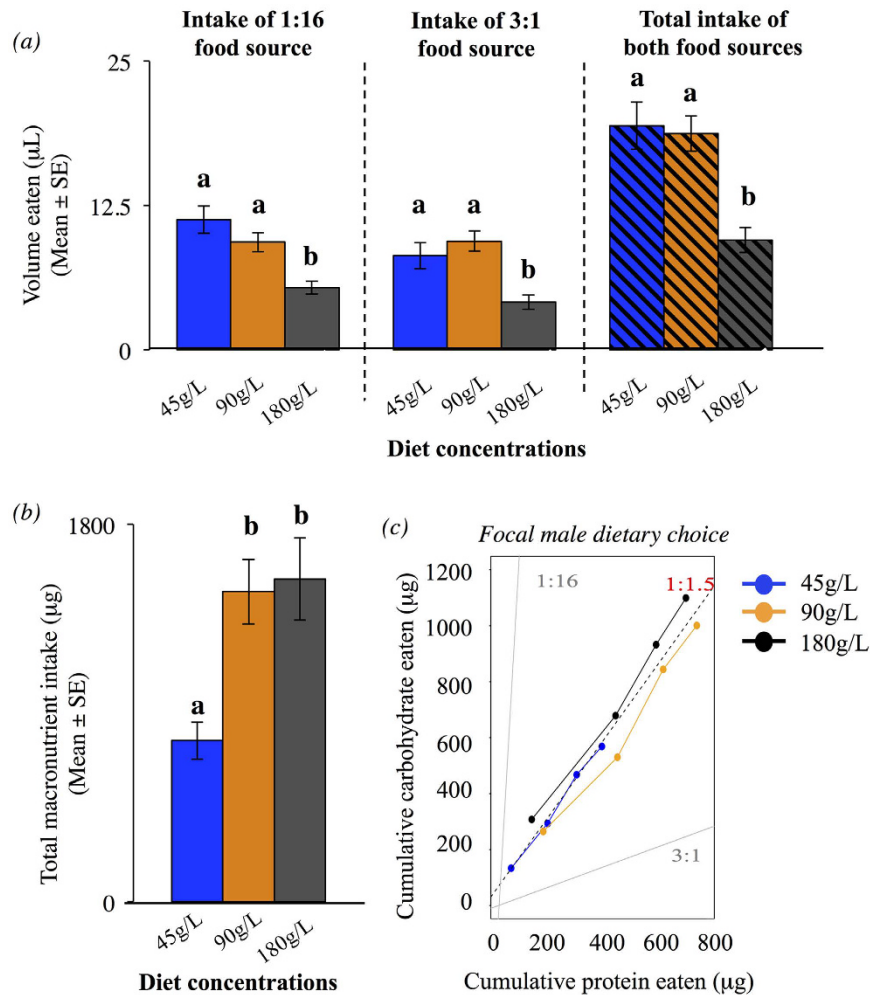 (a)
Intake of 1:16
food source
Intake of 3:1
food source
Total intake of
both food sources
Volume eaten (µL)
(Mean ± SE)
25
12.5
0
a
a
b
a
a
b
a
a
b
45g/L
90g/L
180g/L
45g/L
90g/L
180g/L
45g/L
90g/L
180g/L
Diet concentrations
(b)
Total macronutrient intake (µg)
(Mean ± SE)
1800
0
a
b
b
45g/L
90g/L
180g/L
Diet concentrations
(c)
Focal male dietary choice
Cumulative carbohydrate eaten (µg)
1200
1000
800
600
400
200
0
1:16
1:1.5
3:1
0
200
400
600
800
Cumulative protein eaten (µg)
45g/L
90g/L
180g/L